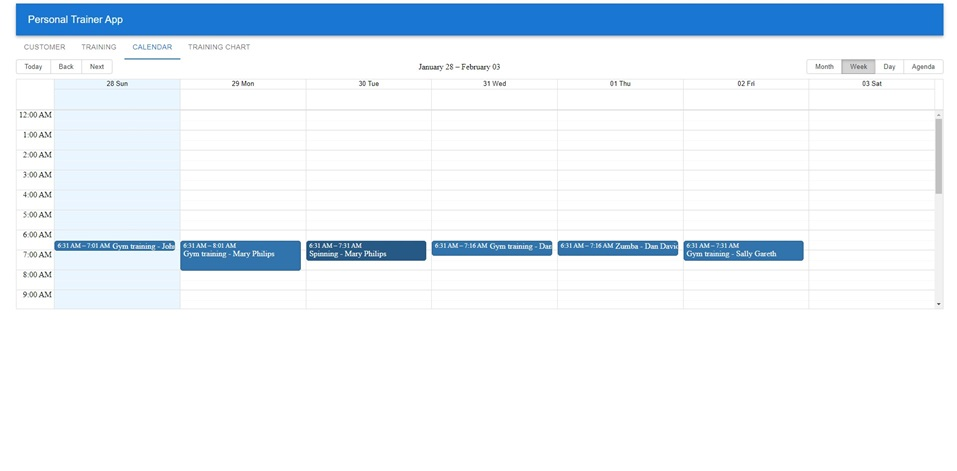 Personal Trainer App
CUSTOMER TRAINING CALENDAR TRAINING CHART
Today Back Next January 28 – February 03 Month Week Day Agenda
28 Sun 29 Mon 30 Tue 31 Wed 01 Thu 02 Fri 03 Sat
12:00 AM
1:00 AM
2:00 AM
3:00 AM
4:00 AM
5:00 AM
6:00 AM
6:31 AM – 7:01 AM Gym training - John
6:31 AM – 8:01 AM
Gym training - Mary Philips
6:31 AM – 7:31 AM
Spinning - Mary Philips
6:31 AM – 7:16 AM Gym training - Dan
6:31 AM – 7:16 AM Zumba - Dan Davi
6:31 AM – 7:31 AM
Gym training - Sally Gareth
7:00 AM
8:00 AM
9:00 AM